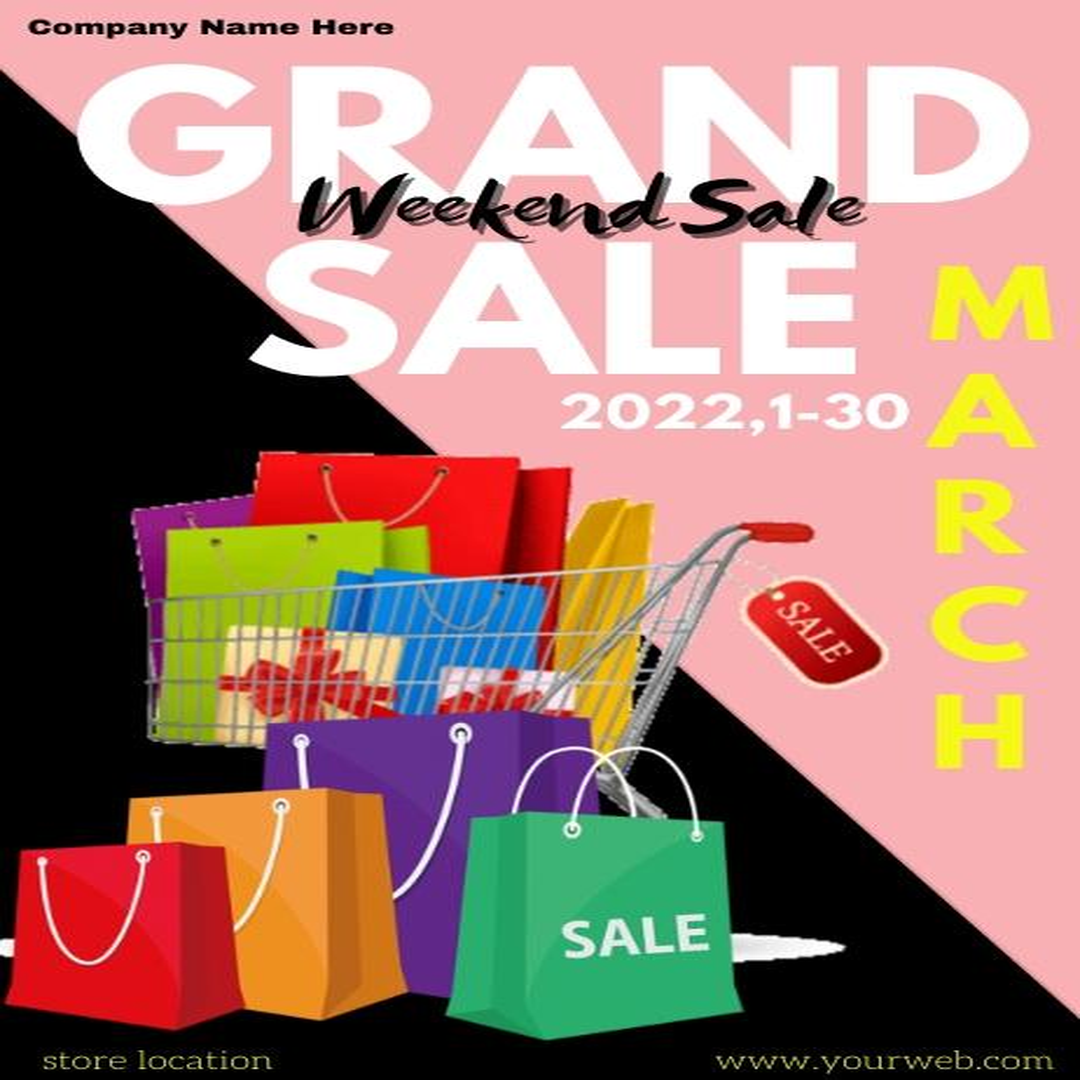 Company Name Here
GRAND
Weekend Sale
SALE
2022,1-30
MARCH
SALE
SALE
store location
www.yourweb.com